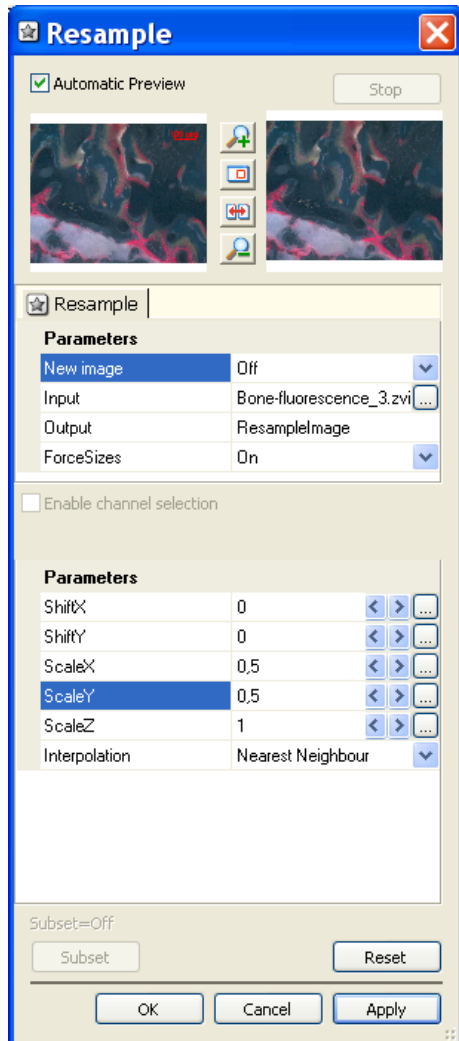 Resample
Automatic Preview
Stop
Resample
Parameters
New image Off
Input Bone-fluorescence_3.zvi ...
Output ResampleImage
ForceSizes On
Enable channel selection
Parameters
ShiftX 0 ...
ShiftY 0 ...
ScaleX 0,5 ...
ScaleY 0,5 ...
ScaleZ 1 ...
Interpolation Nearest Neighbour
Subset=Off
Subset Reset
OK Cancel Apply